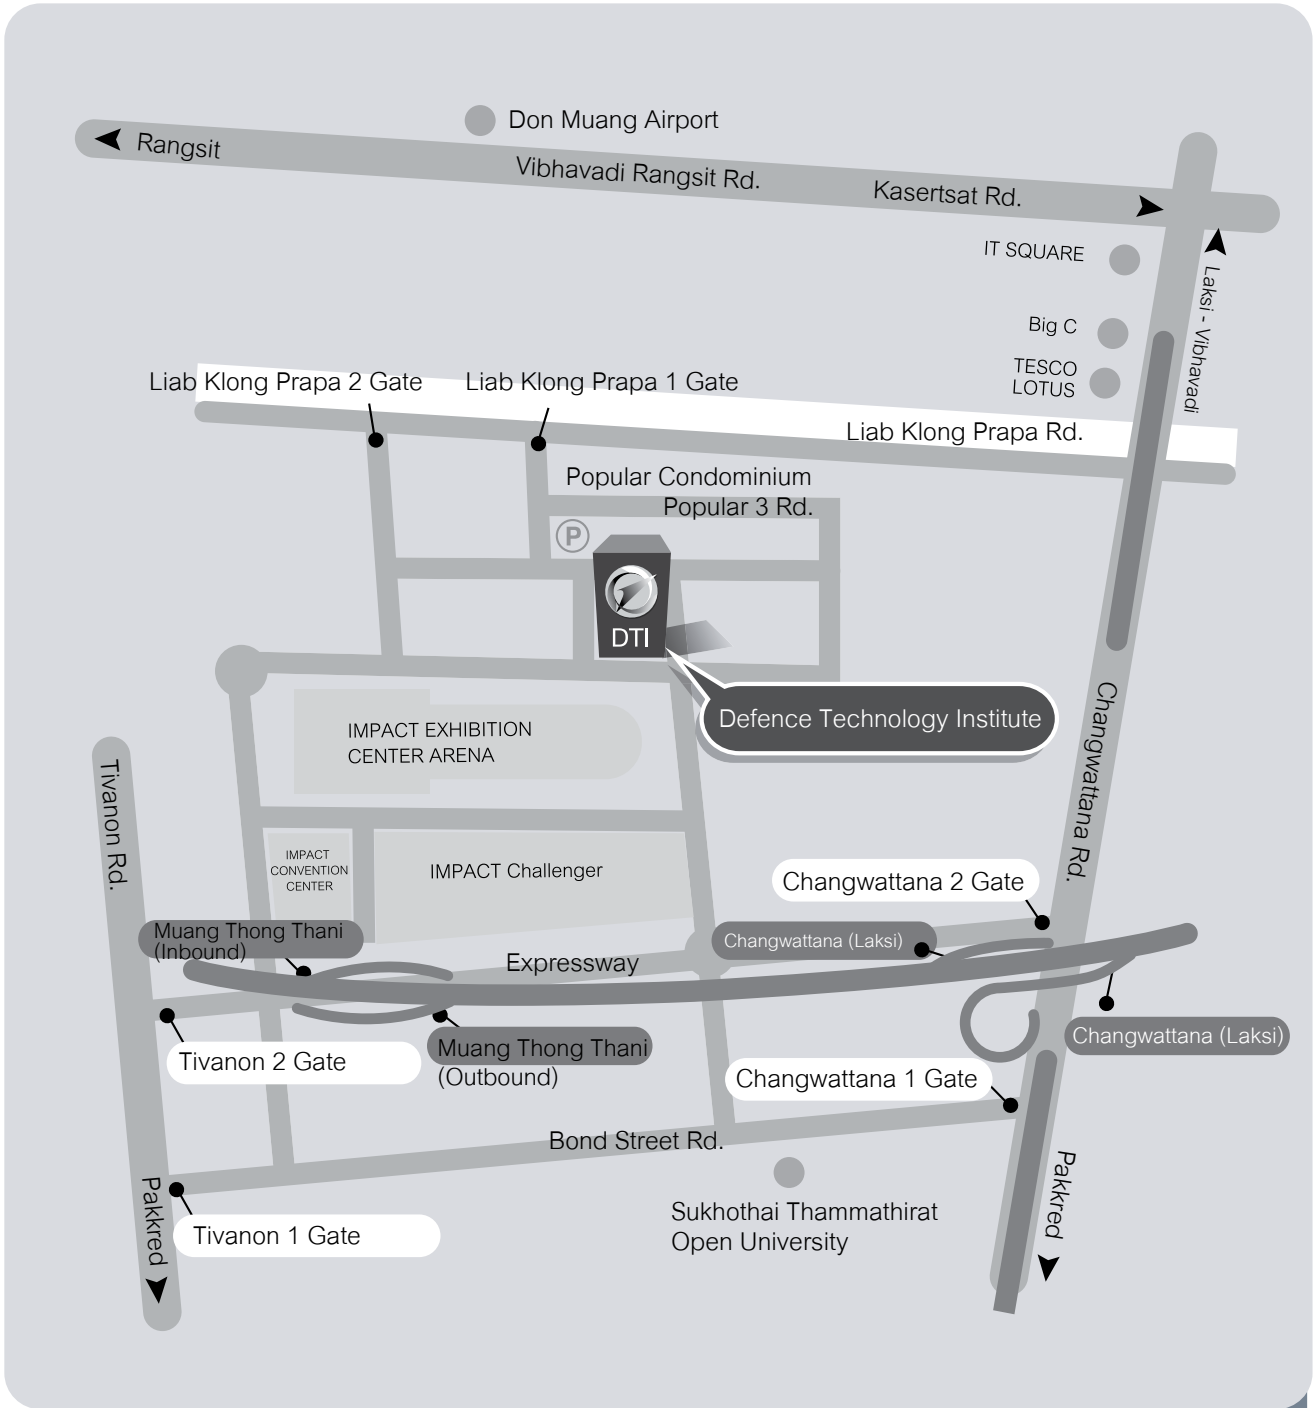 Don Muang Airport
Rangsit
Vibhavadi Rangsit Rd.
Kasertsat Rd.
IT SQUARE
Laksi - Vibhavadi
Big C
TESCO
LOTUS
Liab Klong Prapa 2 Gate
Liab Klong Prapa 1 Gate
Liab Klong Prapa Rd.
Popular Condominium
Popular 3 Rd.
P
DTI
Defence Technology Institute
Changwattana Rd.
IMPACT EXHIBITION
CENTER ARENA
Tivanon Rd.
IMPACT
CONVENTION
CENTER
IMPACT Challenger
Changwattana 2 Gate
Muang Thong Thani
(Inbound)
Changwattana (Laksi)
Expressway
Changwattana (Laksi)
Tivanon 2 Gate
Muang Thong Thani
(Outbound)
Changwattana 1 Gate
Bond Street Rd.
Pakkred
Pakkred
Sukhothai Thammathirat
Open University
Tivanon 1 Gate